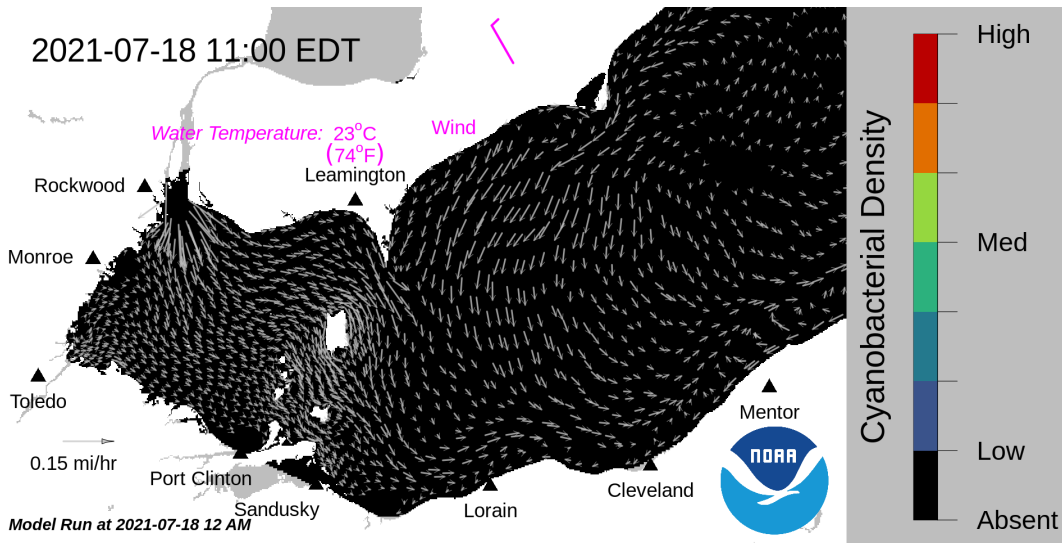 2021-07-18 11:00 EDT
High
Water Temperature: 23°C
(74°F)
Wind
Leamington
Rockwood
Monroe
Med
Cyanobacterial Density
Toledo
Mentor
0.15 mi/hr
Port Clinton
Sandusky
Lorain
Cleveland
NOAA
Low
Absent
Model Run at 2021-07-18 12 AM